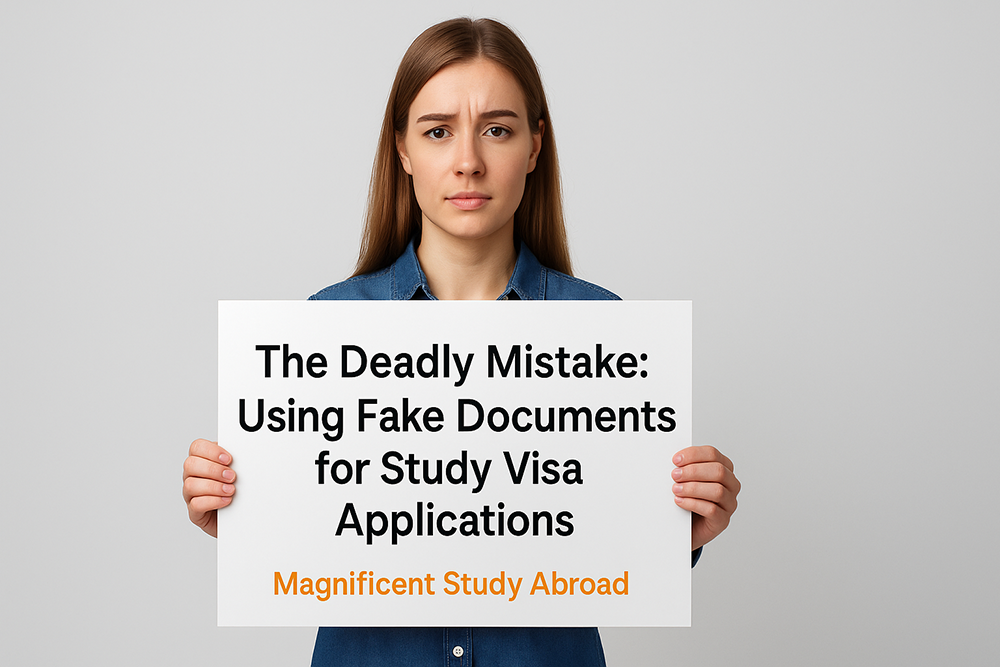 The Deadly Mistake:
Using Fake Documents
for Study Visa
Applications
Magnificent Study Abroad